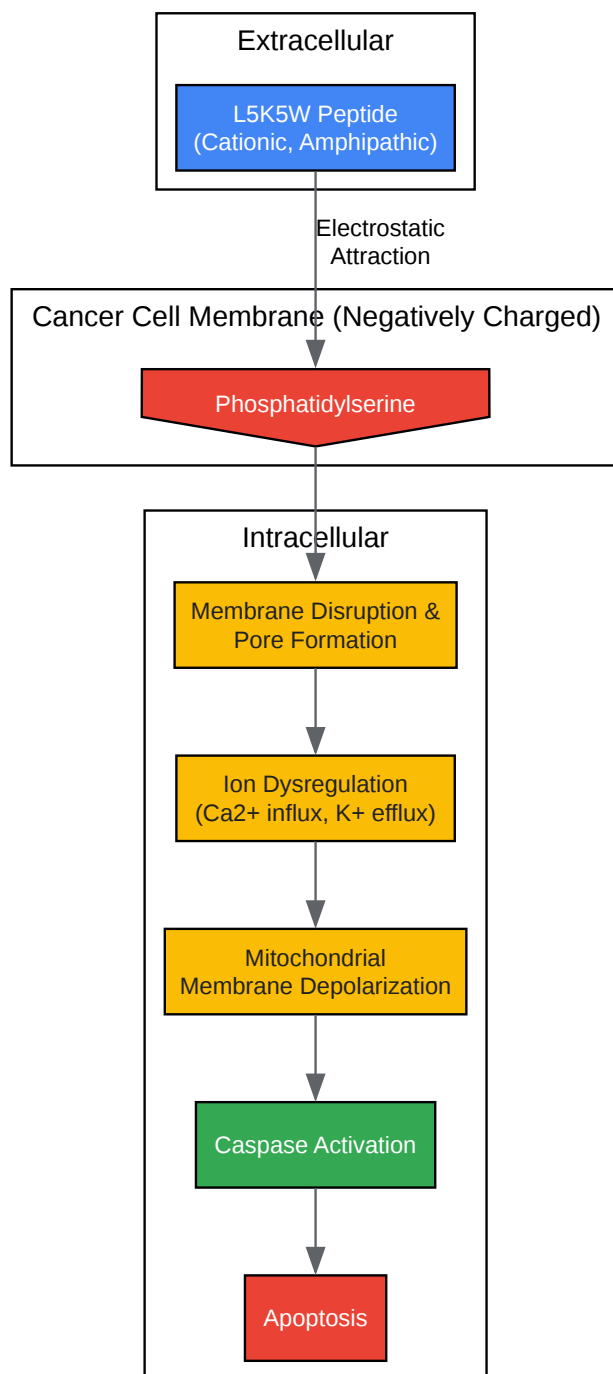 Extracellular
L5K5W Peptide
(Cationic, Amphipathic)
Electrostatic
Attraction
Cancer Cell Membrane (Negatively Charged)
Phosphatidylserine
Intracellular
Membrane Disruption &
Pore Formation
Ion Dysregulation
(Ca2+ influx, K+ efflux)
Mitochondrial
Membrane Depolarization
Caspase Activation
Apoptosis